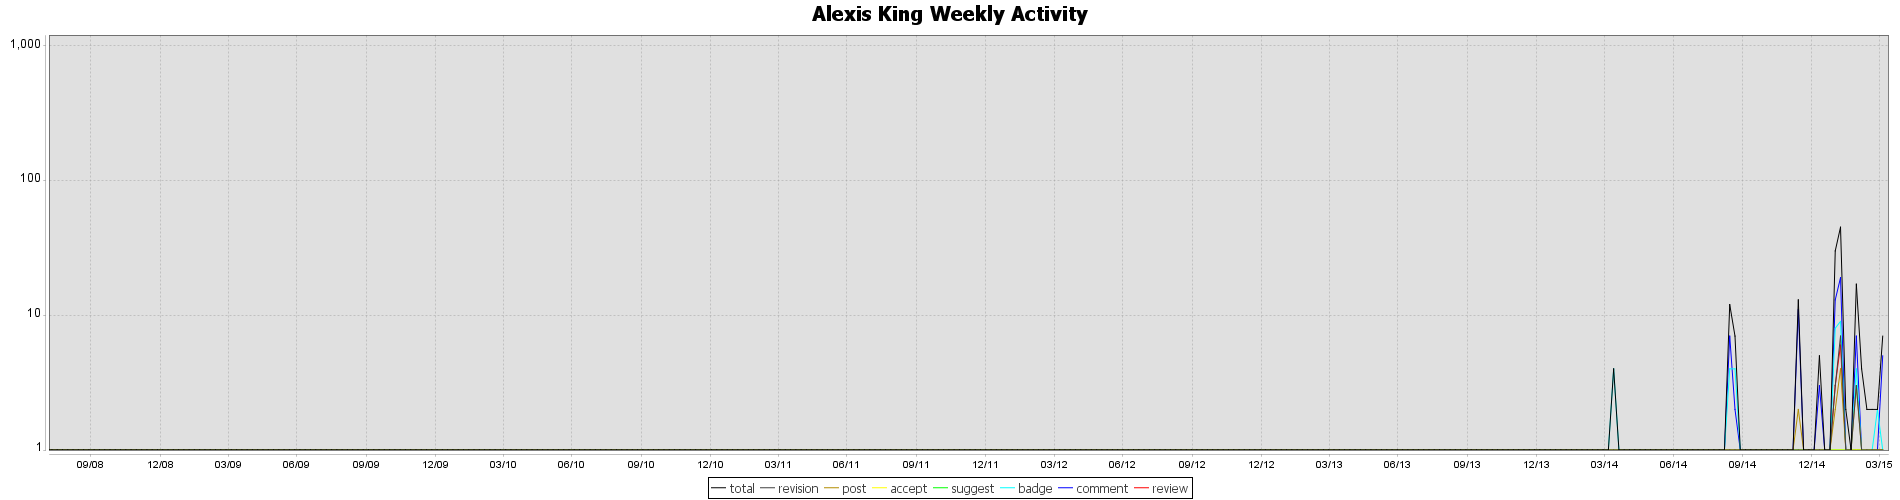 Alexis King Weekly Activity
1,000
100
10
1
09/08 12/08 03/09 06/09 09/09 12/09 03/10 06/10 09/10 12/10 03/11 06/11 09/11 12/11 03/12 06/12 09/12 12/12 03/13 06/13 09/13 12/13 03/14 06/14 09/14 12/14 03/15
total revision post accept suggest badge comment review